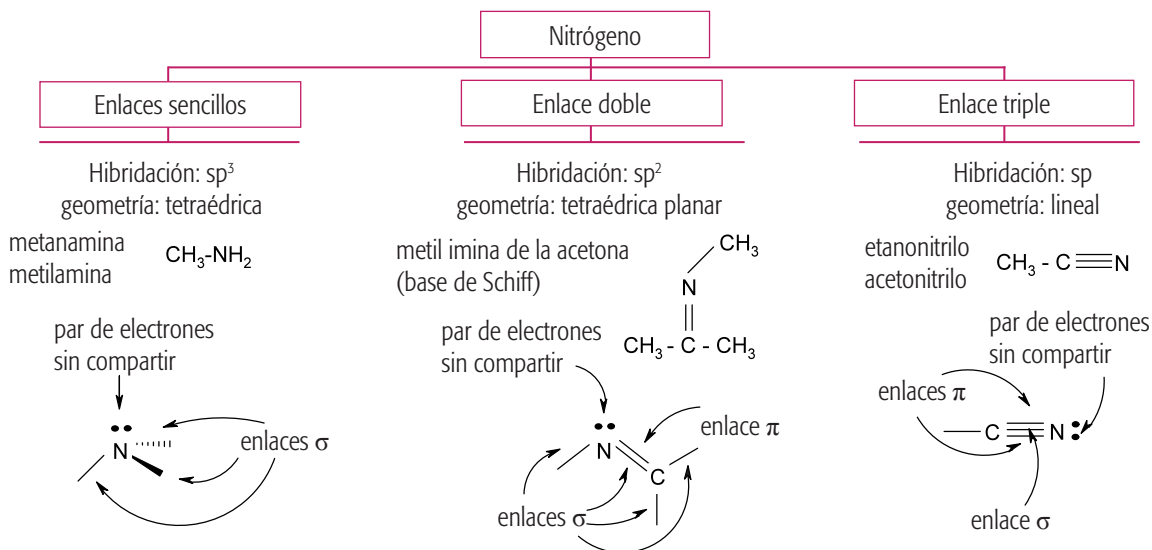 Nitrógeno
Enlaces sencillos
Hibridación: sp³
geometría: tetraédrica
metanamina
metilamina
CH₃-NH₂
par de electrones
sin compartir
N
enlaces σ
Enlace doble
Hibridación: sp²
geometría: tetraédrica planar
metil imina de la acetona
(base de Schiff)
CH₃
N
CH₃ - C - CH₃
par de electrones
sin compartir
N
C
enlace π
enlaces σ
Enlace triple
Hibridación: sp
geometría: lineal
etanonitrilo
acetonitrilo
CH₃ - C≡N
par de electrones
sin compartir
enlaces π
C≡N:
enlace σ